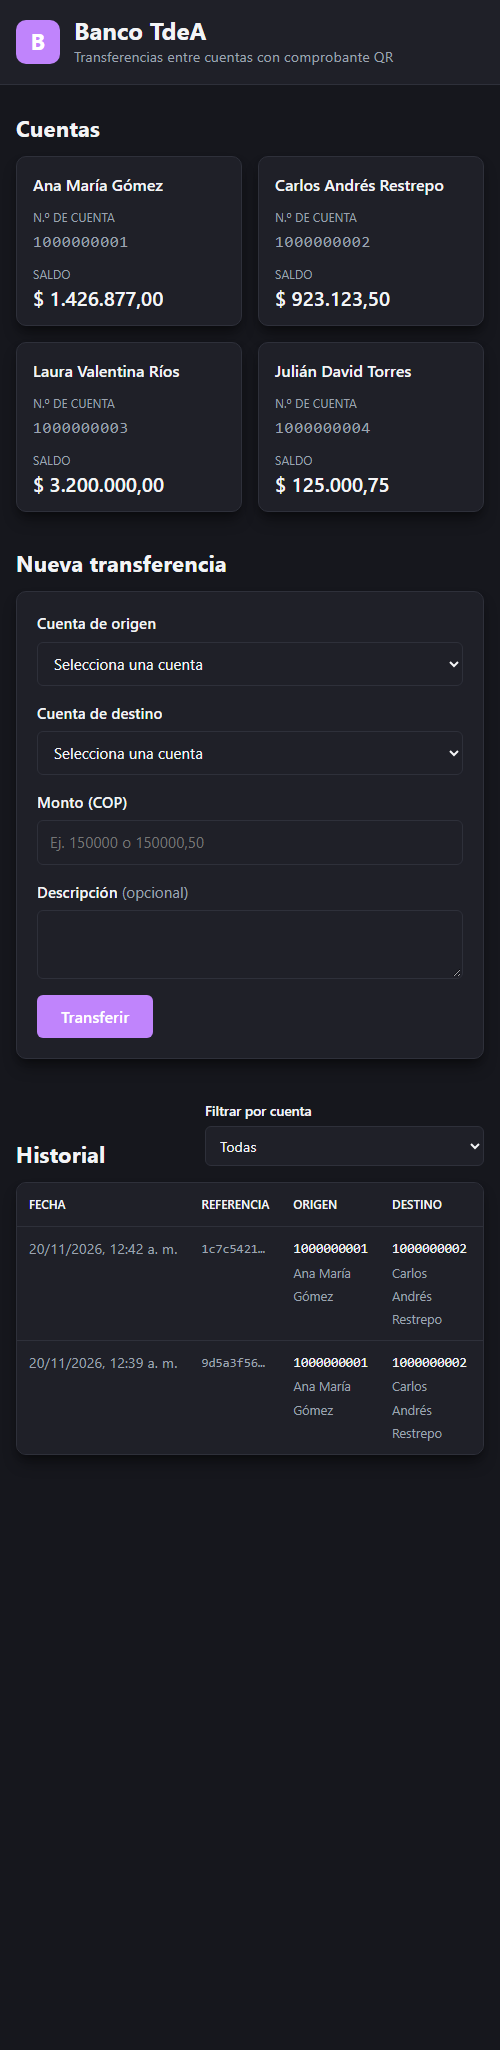 B
Banco TdeA
Transferencias entre cuentas con comprobante QR
Cuentas
Ana María Gómez
N.º DE CUENTA
1000000001
SALDO
$ 1.426.877,00
Carlos Andrés Restrepo
N.º DE CUENTA
1000000002
SALDO
$ 923.123,50
Laura Valentina Ríos
N.º DE CUENTA
1000000003
SALDO
$ 3.200.000,00
Julián David Torres
N.º DE CUENTA
1000000004
SALDO
$ 125.000,75
Nueva transferencia
Cuenta de origen
Selecciona una cuenta
Cuenta de destino
Selecciona una cuenta
Monto (COP)
Ej. 150000 o 150000,50
Descripción (opcional)
Transferir
Historial
Filtrar por cuenta
Todas
FECHA REFERENCIA ORIGEN DESTINO
20/11/2026, 12:42 a. m. 1c7c5421… 1000000001 1000000002
Ana María Carlos
Gómez Andrés
Restrepo
20/11/2026, 12:39 a. m. 9d5a3f56… 1000000001 1000000002
Ana María Carlos
Gómez Andrés
Restrepo